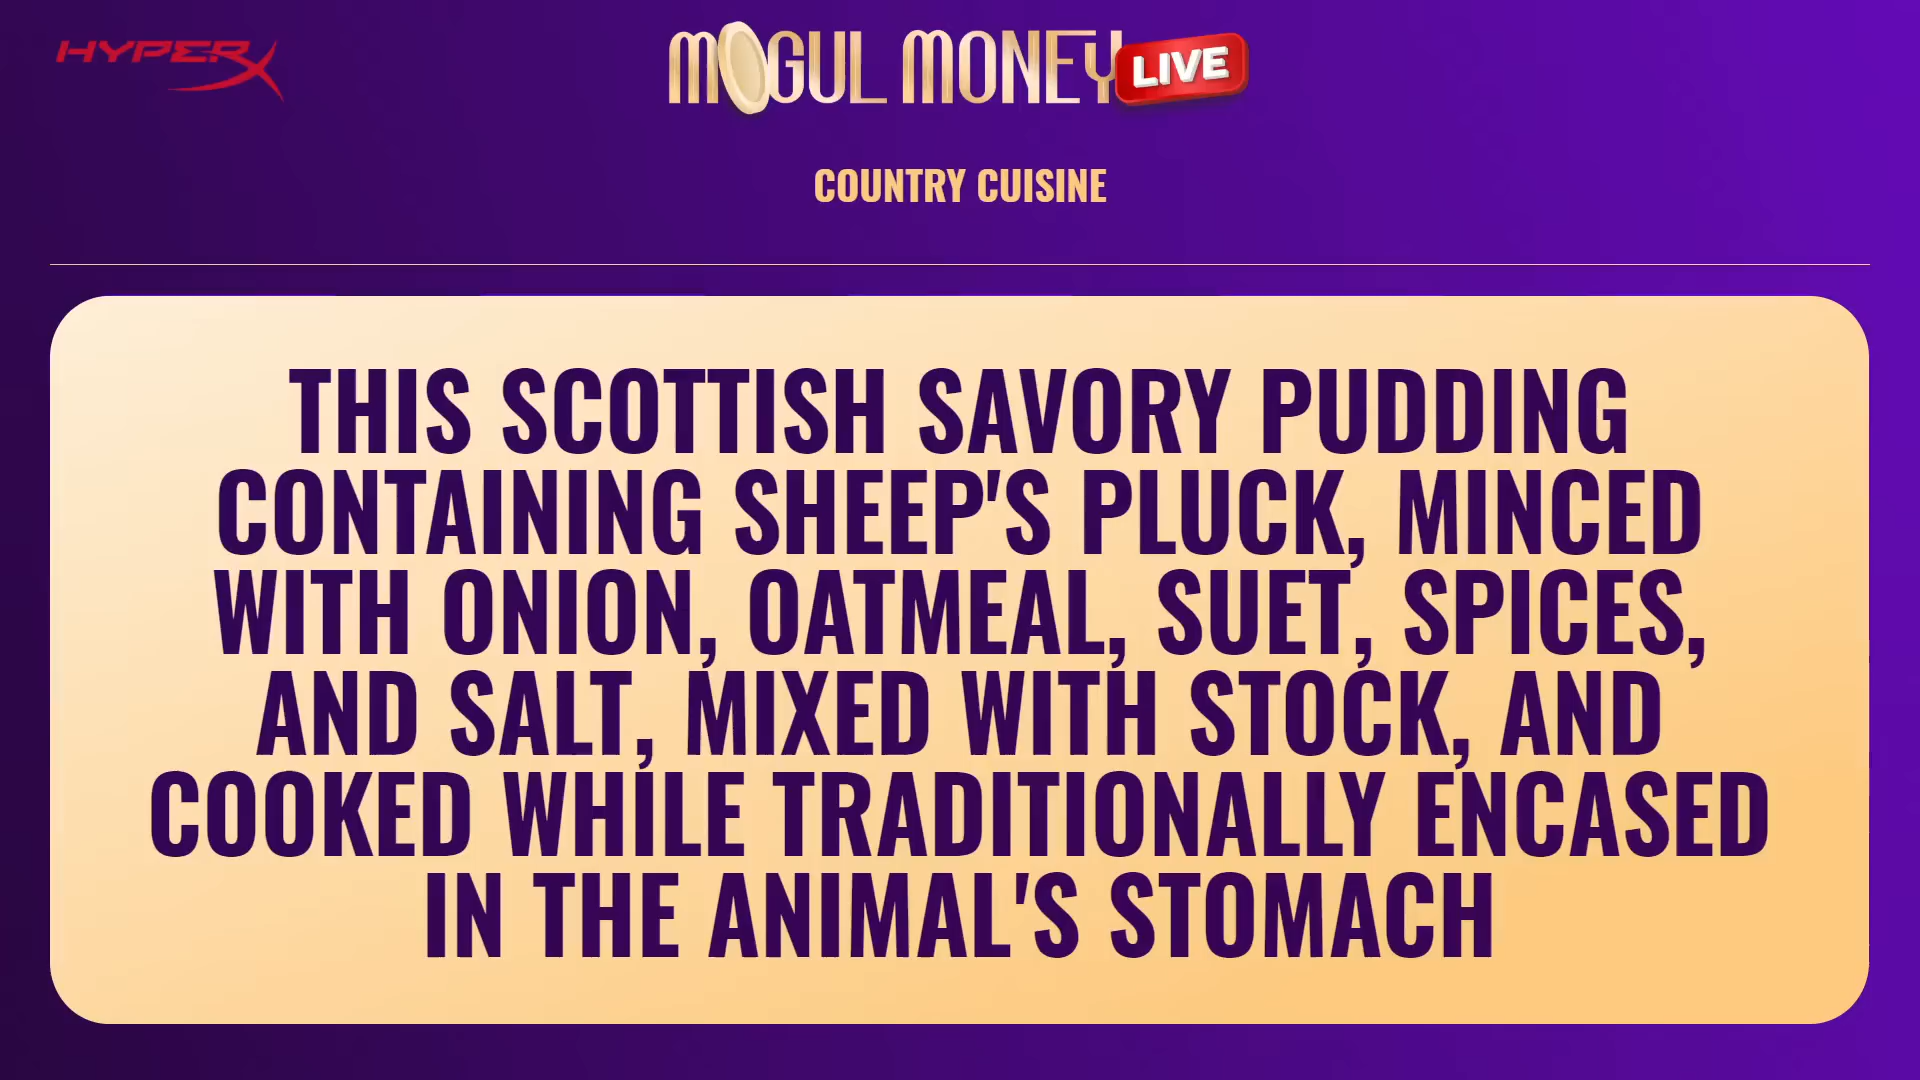 HYPERX
MOGUL MONEY LIVE
COUNTRY CUISINE
THIS SCOTTISH SAVORY PUDDING
CONTAINING SHEEP'S PLUCK, MINCED
WITH ONION, OATMEAL, SUET, SPICES,
AND SALT, MIXED WITH STOCK, AND
COOKED WHILE TRADITIONALLY ENCASED
IN THE ANIMAL'S STOMACH